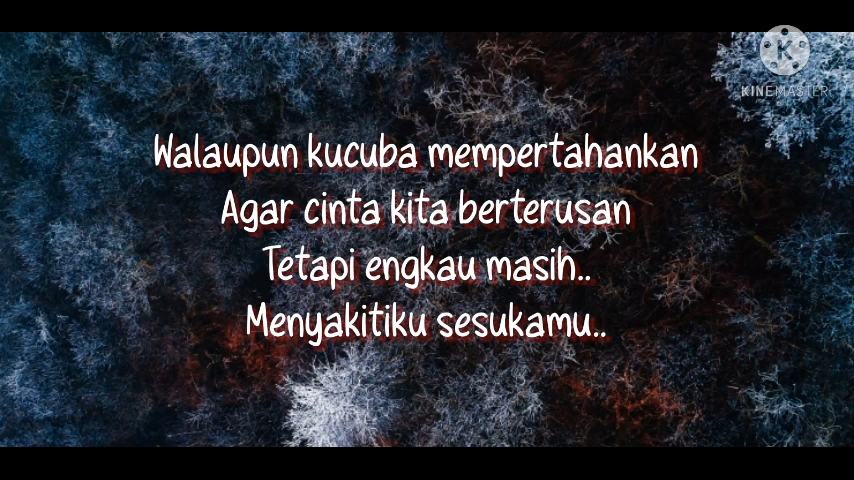 KINEMASTER
Walaupun kucuba mempertahankan
Agar cinta kita berterusan
Tetapi engkau masih..
Menyakitiku sesukamu..